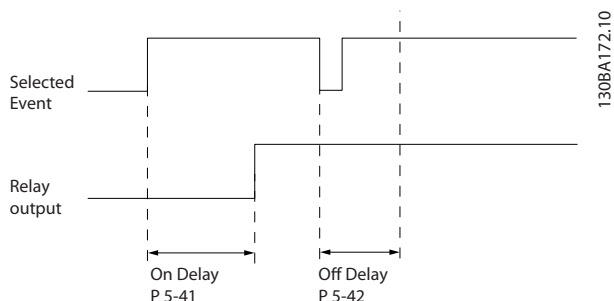 130BA172.10
Selected
Event
Relay
output
On Delay
P 5-41
Off Delay
P 5-42